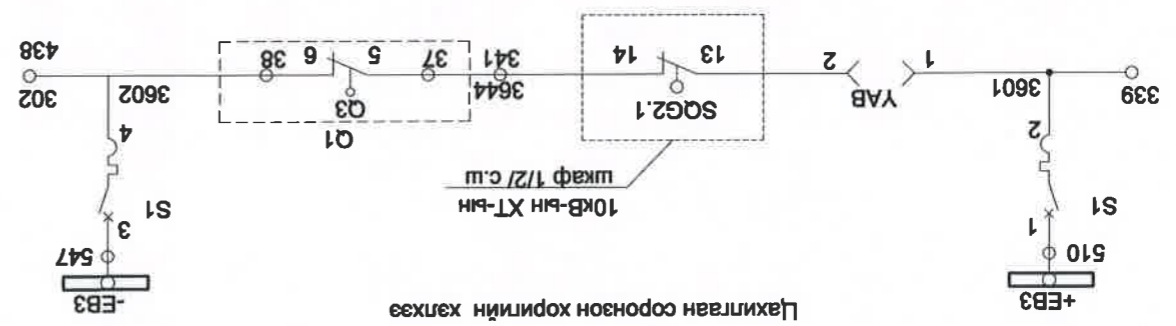 Цахилгаан соронзон хоригийн хэлхээ
+ЕВ3
-ЕВ3
510
547
1
S1
3
S1
10кВ-ын ХТ-ын
шкаф 1/2/ с.ш
2
4
Q1
SQG2.1
Q3
339
3601
YAB
3644
3602
302
1
2
13
14
341
37
5
6
38
438